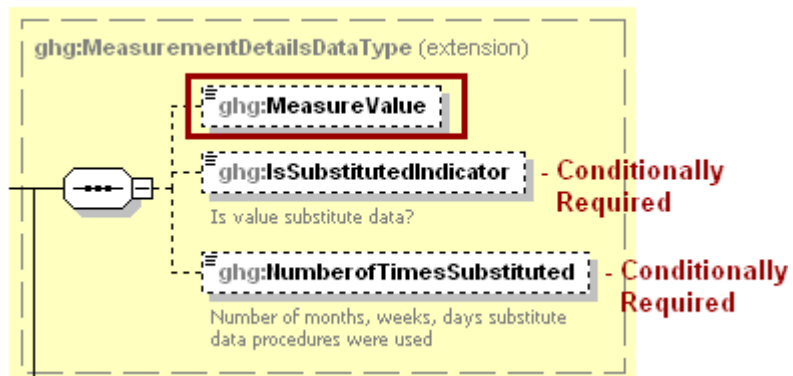 ghg:MeasurementDetailsDataType (extension)
ghg:MeasureValue
ghg:IsSubstitutedIndicator - Conditionally
Required
Is value substitute data?
ghg:NumberofTimesSubstituted - Conditionally
Required
Number of months, weeks, days substitute
data procedures were used